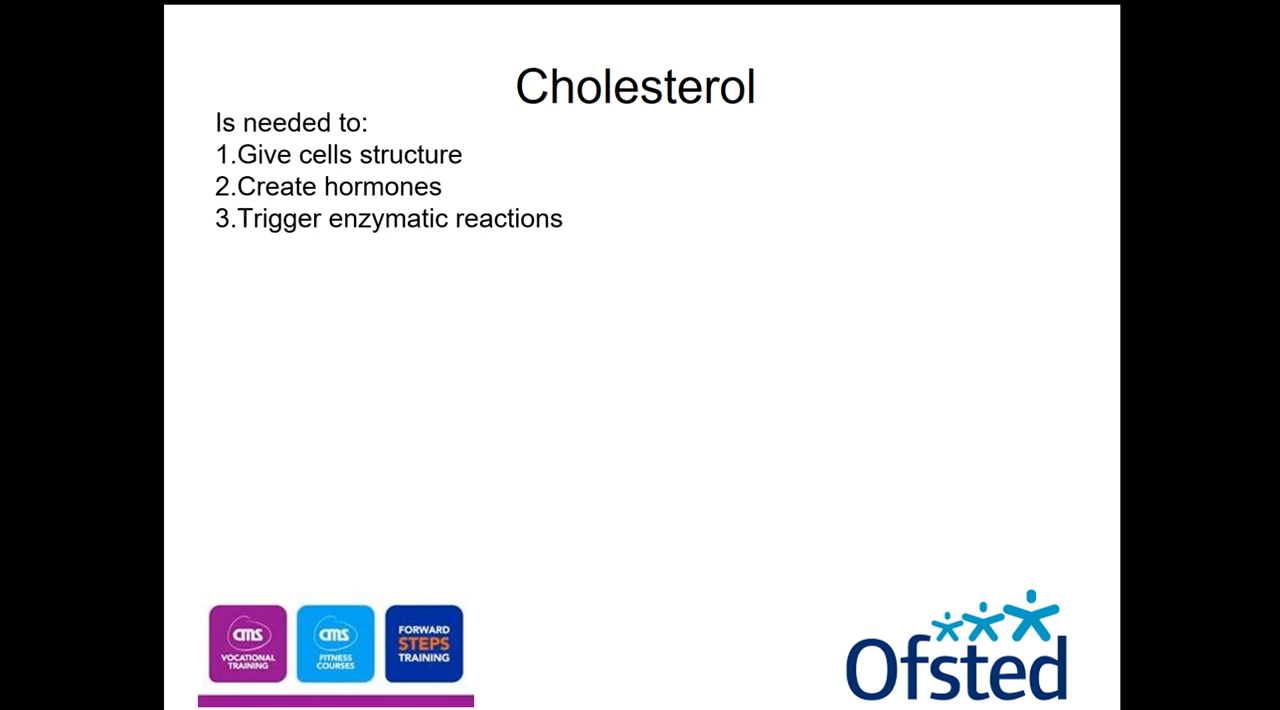 Cholesterol
Is needed to:
1.Give cells structure
2.Create hormones
3.Trigger enzymatic reactions
cms
VOCATIONAL
TRAINING
cms
FITNESS
COURSES
FORWARD
STEPS
TRAINING
Ofsted